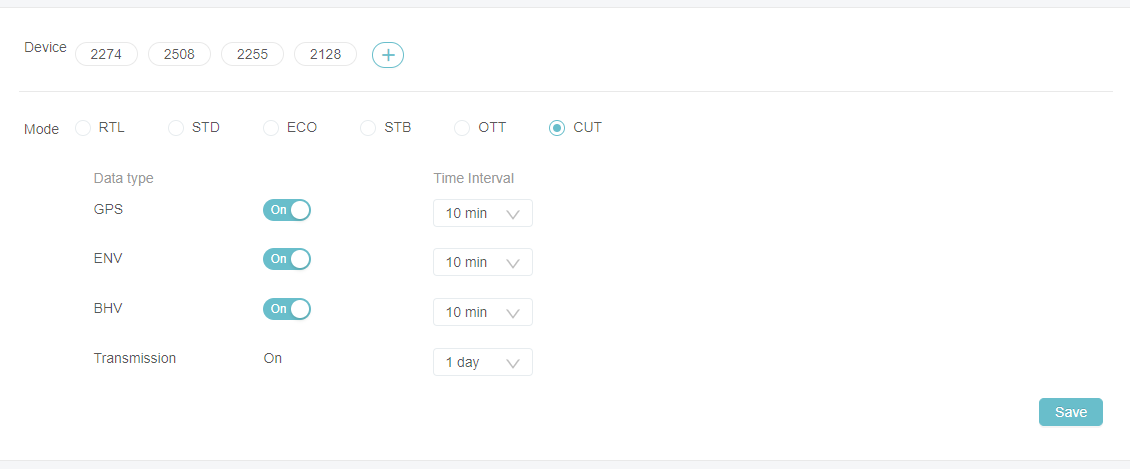 Device 2274 2508 2255 2128
Mode RTL STD ECO STB OTT CUT
Data type Time Interval
GPS On 10 min
ENV On 10 min
BHV On 10 min
Transmission On 1 day
Save